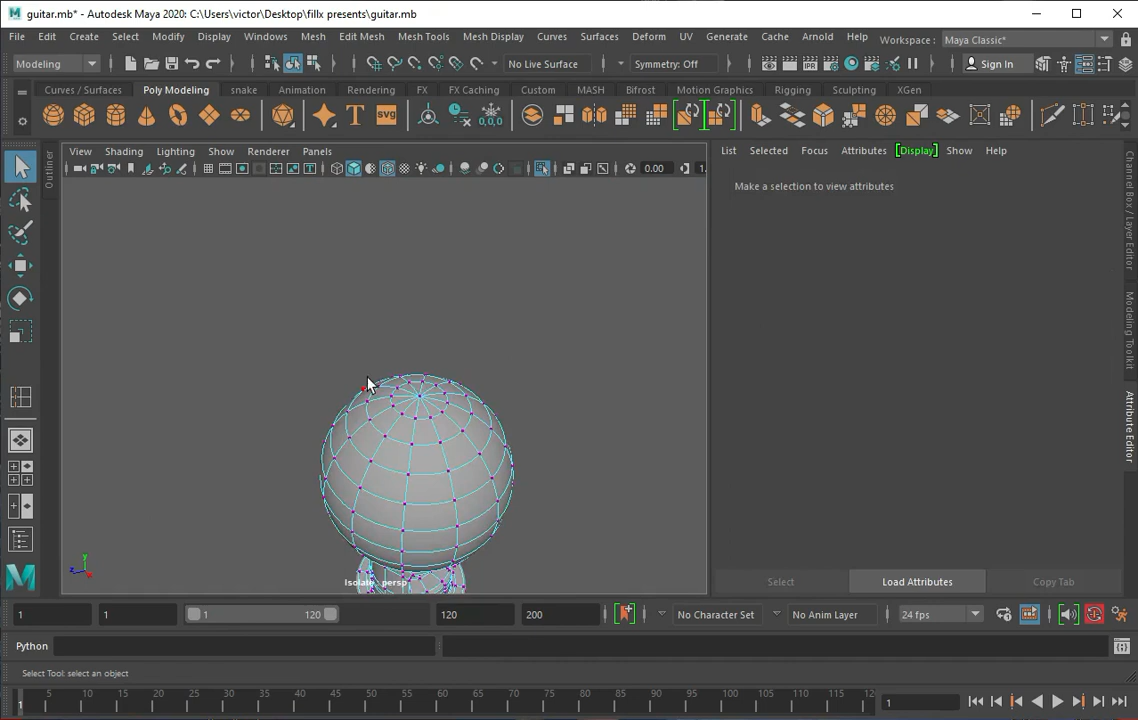 guitar.mb* - Autodesk Maya 2020: C:\Users\victor\Desktop\fillx presents\guitar.mb
File Edit Create Select Modify Display Windows Mesh Edit Mesh Mesh Tools Mesh Display Curves Surfaces Deform UV Generate Cache Arnold Help Workspace : Maya Classic*
Modeling No Live Surface Symmetry: Off Sign In
Curves / Surfaces Poly Modeling snake Animation Rendering FX FX Caching Custom MASH Bifrost Motion Graphics Rigging Sculpting XGen
T svg 0,0,0
View Shading Lighting Show Renderer Panels
0.00 1.
Outliner
List Selected Focus Attributes Display Show Help
Make a selection to view attributes
Channel Box / Layer Editor
Modeling Toolkit
Attribute Editor
y
z x
Isolate : persp
Select Load Attributes Copy Tab
1 1 1 120 120 200 No Character Set No Anim Layer 24 fps
Python
Select Tool: select an object
1 5 10 15 20 25 30 35 40 45 50 55 60 65 70 75 80 85 90 95 100 105 110 115 12 1